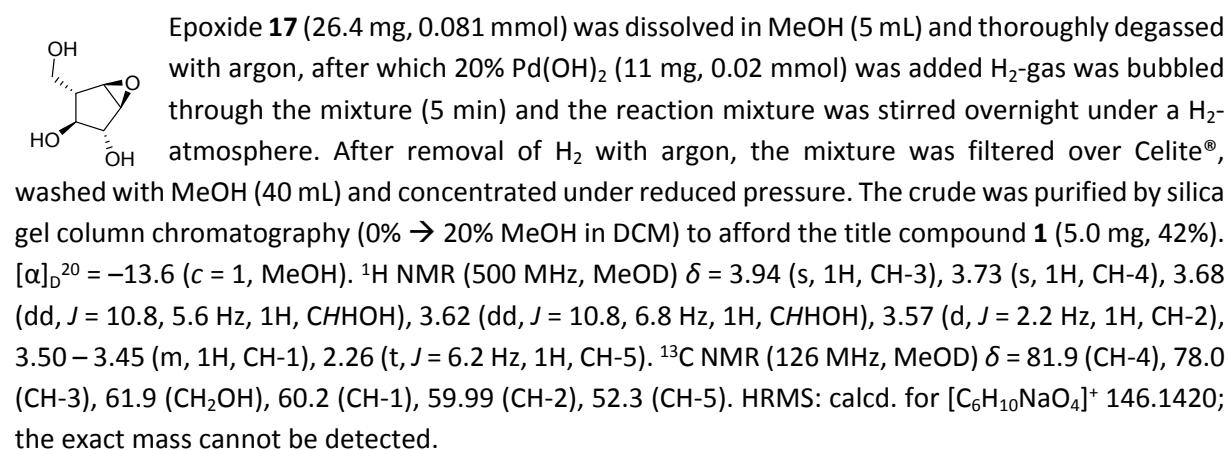 Epoxide 17 (26.4 mg, 0.081 mmol) was dissolved in MeOH (5 mL) and thoroughly degassed
with argon, after which 20% Pd(OH)₂ (11 mg, 0.02 mmol) was added H₂-gas was bubbled
through the mixture (5 min) and the reaction mixture was stirred overnight under a H₂-
atmosphere. After removal of H₂ with argon, the mixture was filtered over Celite®,
OH
O
HO
OH
washed with MeOH (40 mL) and concentrated under reduced pressure. The crude was purified by silica
gel column chromatography (0% → 20% MeOH in DCM) to afford the title compound 1 (5.0 mg, 42%).
[α]D²⁰ = –13.6 (c = 1, MeOH). ¹H NMR (500 MHz, MeOD) δ = 3.94 (s, 1H, CH-3), 3.73 (s, 1H, CH-4), 3.68
(dd, J = 10.8, 5.6 Hz, 1H, CHHOH), 3.62 (dd, J = 10.8, 6.8 Hz, 1H, CHHOH), 3.57 (d, J = 2.2 Hz, 1H, CH-2),
3.50 – 3.45 (m, 1H, CH-1), 2.26 (t, J = 6.2 Hz, 1H, CH-5). ¹³C NMR (126 MHz, MeOD) δ = 81.9 (CH-4), 78.0
(CH-3), 61.9 (CH₂OH), 60.2 (CH-1), 59.99 (CH-2), 52.3 (CH-5). HRMS: calcd. for [C₆H₁₀NaO₄]⁺ 146.1420;
the exact mass cannot be detected.